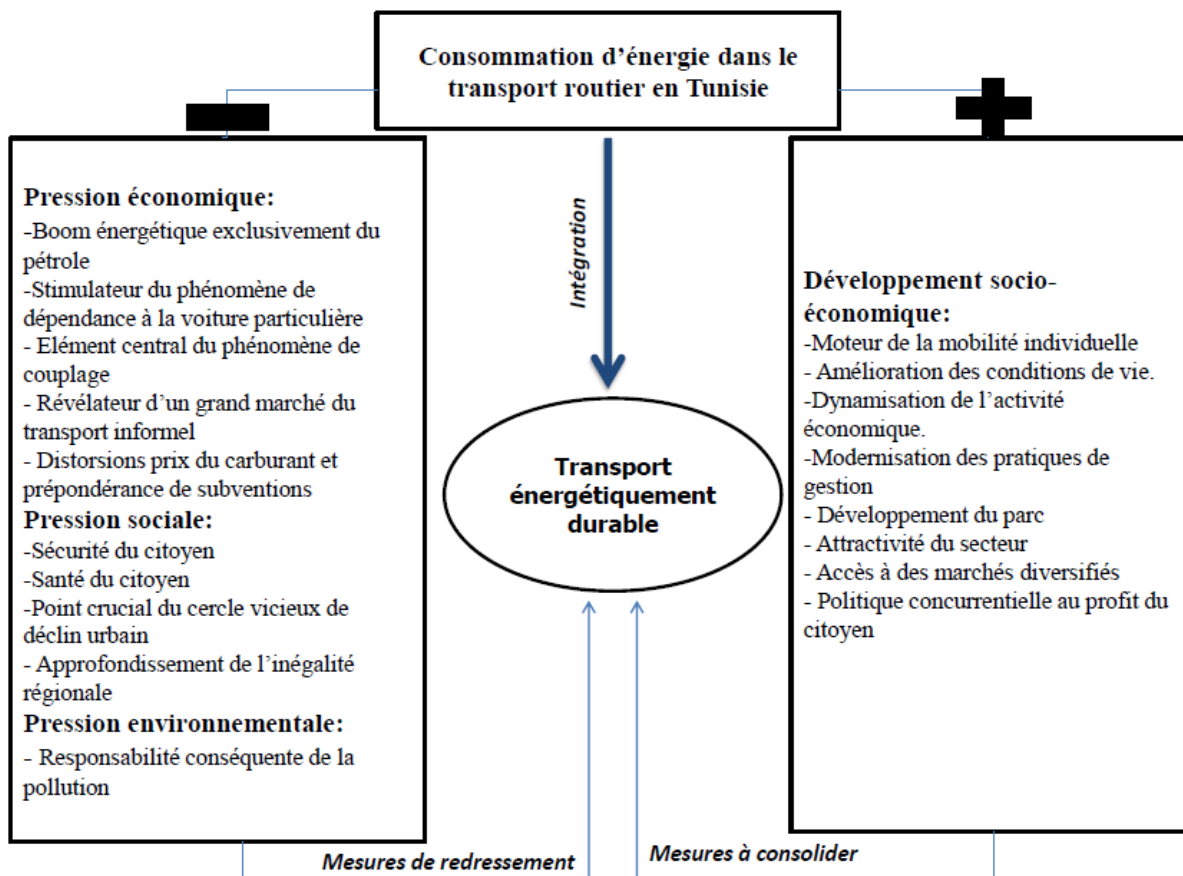 Consommation d’énergie dans le
transport routier en Tunisie
Pression économique:
-Boom énergétique exclusivement du
pétrole
-Stimulateur du phénomène de
dépendance à la voiture particulière
- Elément central du phénomène de
couplage
- Révélateur d’un grand marché du
transport informel
- Distorsions prix du carburant et
prépondérance de subventions
Pression sociale:
-Sécurité du citoyen
-Santé du citoyen
-Point crucial du cercle vicieux de
déclin urbain
- Approfondissement de l’inégalité
régionale
Pression environnementale:
- Responsabilité conséquente de la
pollution
Intégration
Transport
énergétiquement
durable
Développement socio-
économique:
-Moteur de la mobilité individuelle
- Amélioration des conditions de vie.
-Dynamisation de l’activité
économique.
-Modernisation des pratiques de
gestion
- Développement du parc
- Attractivité du secteur
- Accès à des marchés diversifiés
- Politique concurrentielle au profit du
citoyen
Mesures de redressement
Mesures à consolider